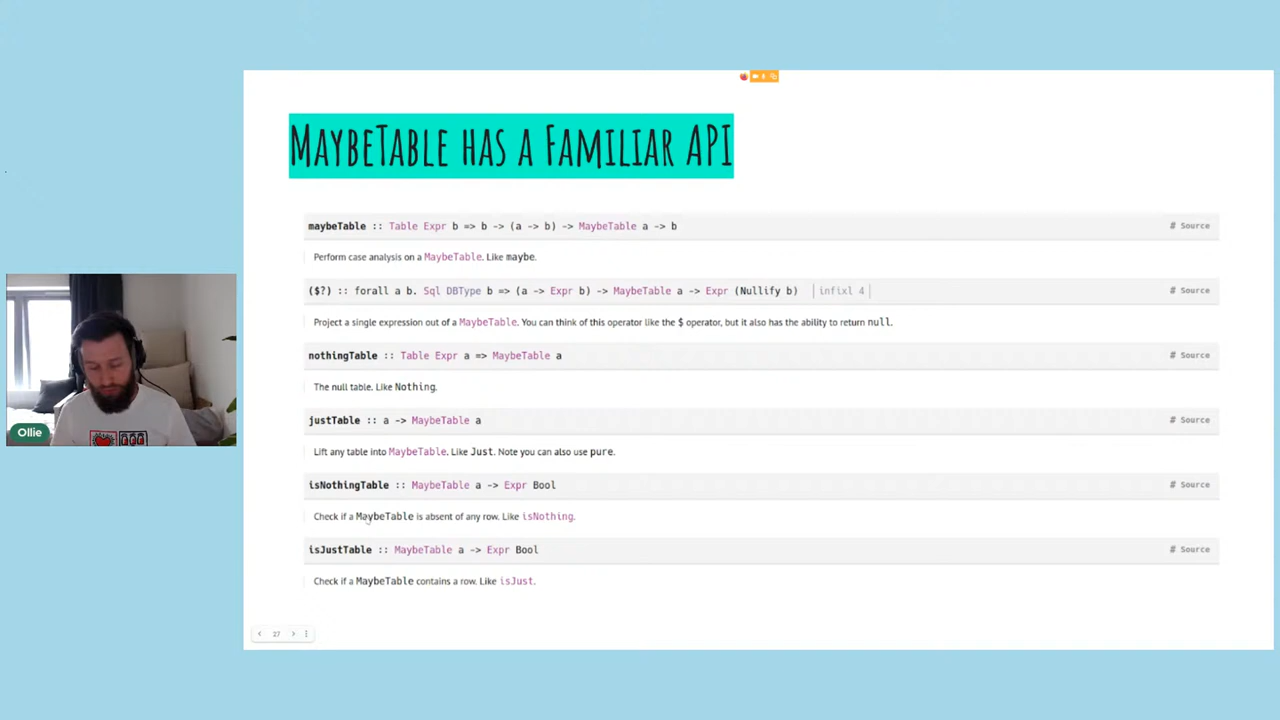 MaybeTable has a Familiar API
maybeTable :: Table Expr b => b -> (a -> b) -> MaybeTable a -> b # Source
Perform case analysis on a MaybeTable. Like maybe.
($?) :: forall a b. Sql DBType b => (a -> Expr b) -> MaybeTable a -> Expr (Nullify b) | infixl 4 | # Source
Project a single expression out of a MaybeTable. You can think of this operator like the $ operator, but it also has the ability to return null.
nothingTable :: Table Expr a => MaybeTable a # Source
The null table. Like Nothing.
justTable :: a -> MaybeTable a # Source
Lift any table into MaybeTable. Like Just. Note you can also use pure.
isNothingTable :: MaybeTable a -> Expr Bool # Source
Check if a MaybeTable is absent of any row. Like isNothing.
isJustTable :: MaybeTable a -> Expr Bool # Source
Check if a MaybeTable contains a row. Like isJust.
Ollie
27